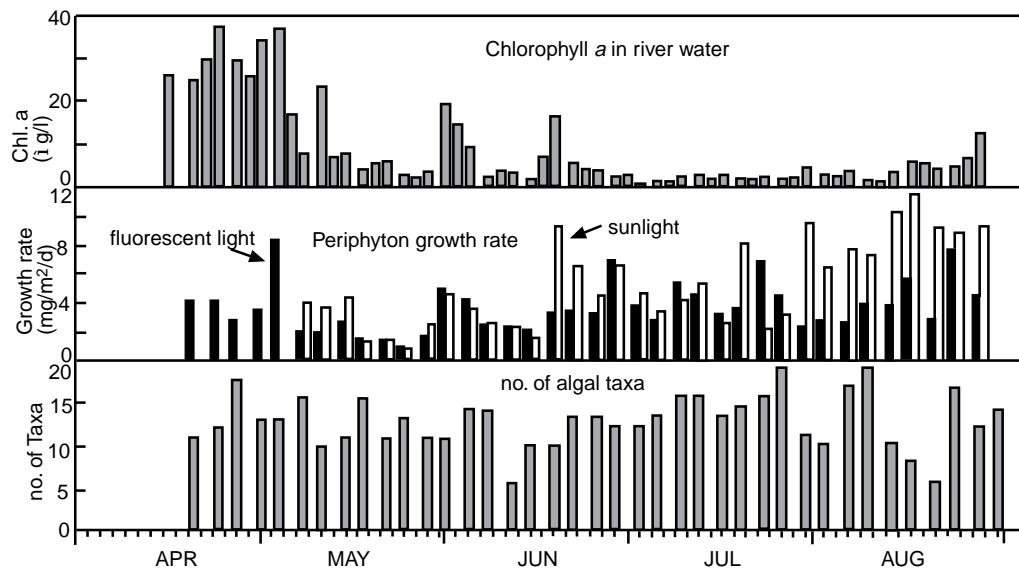 40
20
0
Chl. a
(ì g/l)
Chlorophyll a in river water
12
8
4
0
Growth rate
(mg/m2/d)
fluorescent light
Periphyton growth rate
sunlight
20
15
10
5
0
no. of Taxa
no. of algal taxa
APR MAY JUN JUL AUG